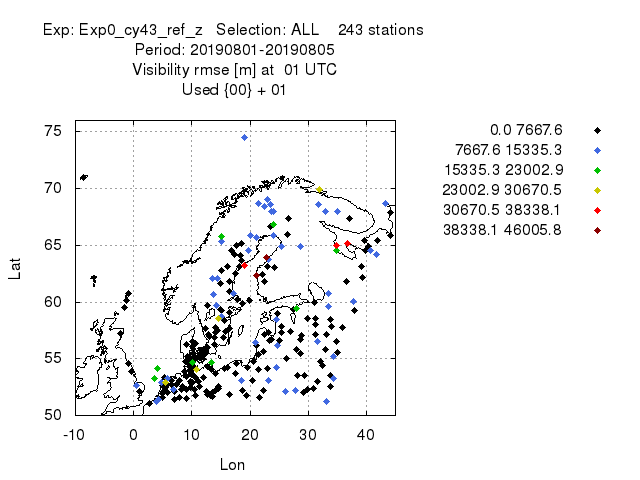 Exp: Exp0_cy43_ref_z   Selection: ALL    243 stations
Period: 20190801-20190805
Visibility rmse [m] at  01 UTC
Used {00} + 01
0.0 7667.6
7667.6 15335.3
15335.3 23002.9
23002.9 30670.5
30670.5 38338.1
38338.1 46005.8
75
70
65
60
55
50
Lat
-10 0 10 20 30 40
Lon